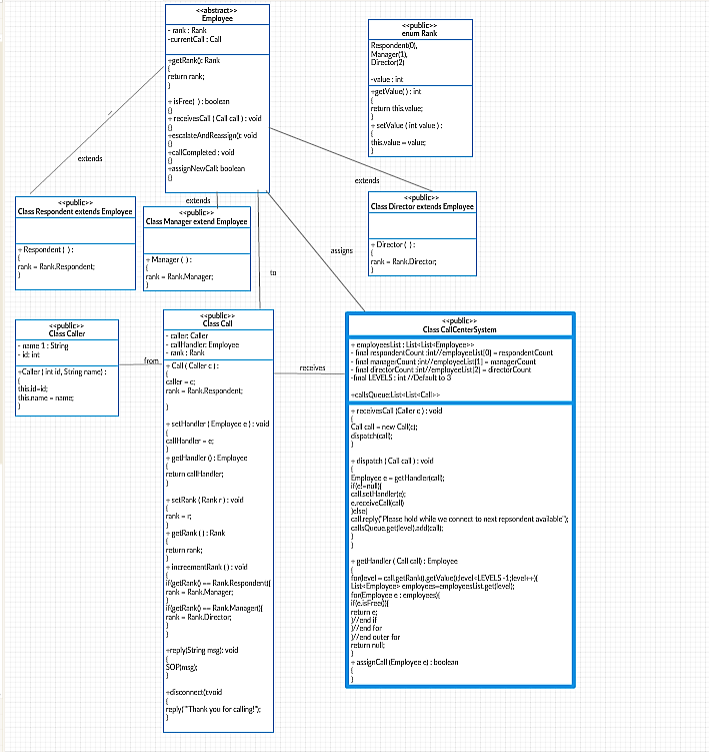 <<abstract>>
Employee
- rank : Rank
-currentCall : Call
+getRank(): Rank
{
return rank;
}
+ isFree( ) : boolean
{}
+ receivesCall ( Call call ) : void
{}
+escalateAndReassign(): void
{}
+callCompleted : void
{}
+assignNewCall: boolean
{}
<<public>>
enum Rank
Respondent(0),
Manager(1),
Director(2)
-value : int
+getValue() : int
{
return this.value;
}
+ setValue ( int value ) :
{
this.value = value;
}
extends
extends
extends
<<public>>
Class Respondent extends Employee
+ Respondent ( ) :
{
rank = Rank.Respondent;
}
<<public>>
Class Manager extend Employee
+ Manager ( ) :
{
rank = Rank.Manager;
}
<<public>>
Class Director extends Employee
+ Director ( ) :
{
rank = Rank.Director;
}
assigns
to
<<public>>
Class Caller
- name 1 : String
- id: int
+Caller ( int id, String name) :
{
this.id=id;
this.name = name;
}
from
<<public>>
Class Call
- caller: Caller
- callHandler: Employee
- rank : Rank
+ Call ( Caller c ) :
{
caller = c;
rank = Rank.Respondent;
}
+ setHandler ( Employee e ) : void
{
callHandler = e;
}
+ getHandler () : Employee
{
return callHandler;
}
+ setRank ( Rank r ) : void
{
rank = r;
}
+ getRank ( ) : Rank
{
return rank;
}
+ increementRank ( ) : void
{
if(getRank() == Rank.Respondent){
rank = Rank.Manager;
}
if(getRank() == Rank.Manager){
rank = Rank.Director;
}
}
+reply(String msg): void
{
SOP(msg);
}
+disconnect():void
{
reply("Thank you for calling!");
}
receives
<<public>>
Class CallCenterSystem
+ employeesList : List<List<Employee>>
- final respondentCount :int//employeeList[0] = respondentCount
- final managerCount :int//employeeList[1] = managerCount
- final directorCount :int//employeeList[2] = directorCount
-final LEVELS : int //Default to 3
+callsQueue:List<List<Call>>
+ receivesCall (Caller c ) : void
{
Call call = new Call(c);
dispatch(call);
}
+ dispatch ( Call call ) : void
{
Employee e = getHandler(call);
if(e!=null){
call.setHandler(e);
e.receiveCall(call)
}else{
call.reply("Please hold while we connect to next repsondent available");
callsQueue.get(level).add(call);
}
}
+ getHandler ( Call call) : Employee
{
for(level = call.getRank().getValue();level<LEVELS -1;level++){
List<Employee> employees=employeesList.get(level);
for(Employee e : employees){
if(e.isFree()){
return e;
}//end if
}//end for
}//end outer for
return null;
}
+ assignCall (Employee e) : boolean
{
}